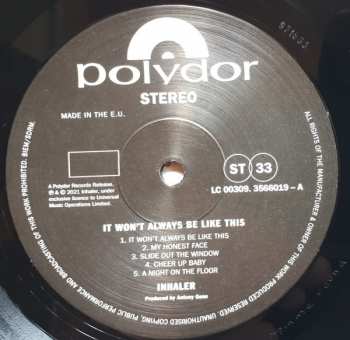 polydor
STEREO
MADE IN THE E.U.
A Polydor Records Release.
℗ & © 2021 Inhaler, under
exclusive licence to Universal
Music Operations Limited.
ST 33
LC 00309. 3566019 - A
IT WON'T ALWAYS BE LIKE THIS
1. IT WON'T ALWAYS BE LIKE THIS
2. MY HONEST FACE
3. SLIDE OUT THE WINDOW
4. CHEER UP BABY
5. A NIGHT ON THE FLOOR
INHALER
Produced by Antony Genn
ALL RIGHTS OF THE MANUFACTURER & OWNER OF THIS WORK PRODUCED RESERVED. UNAUTHORISED COPYING, PUBLIC PERFORMANCE AND BROADCASTING OF THIS WORK PROHIBITED. BIEM/SDRM.